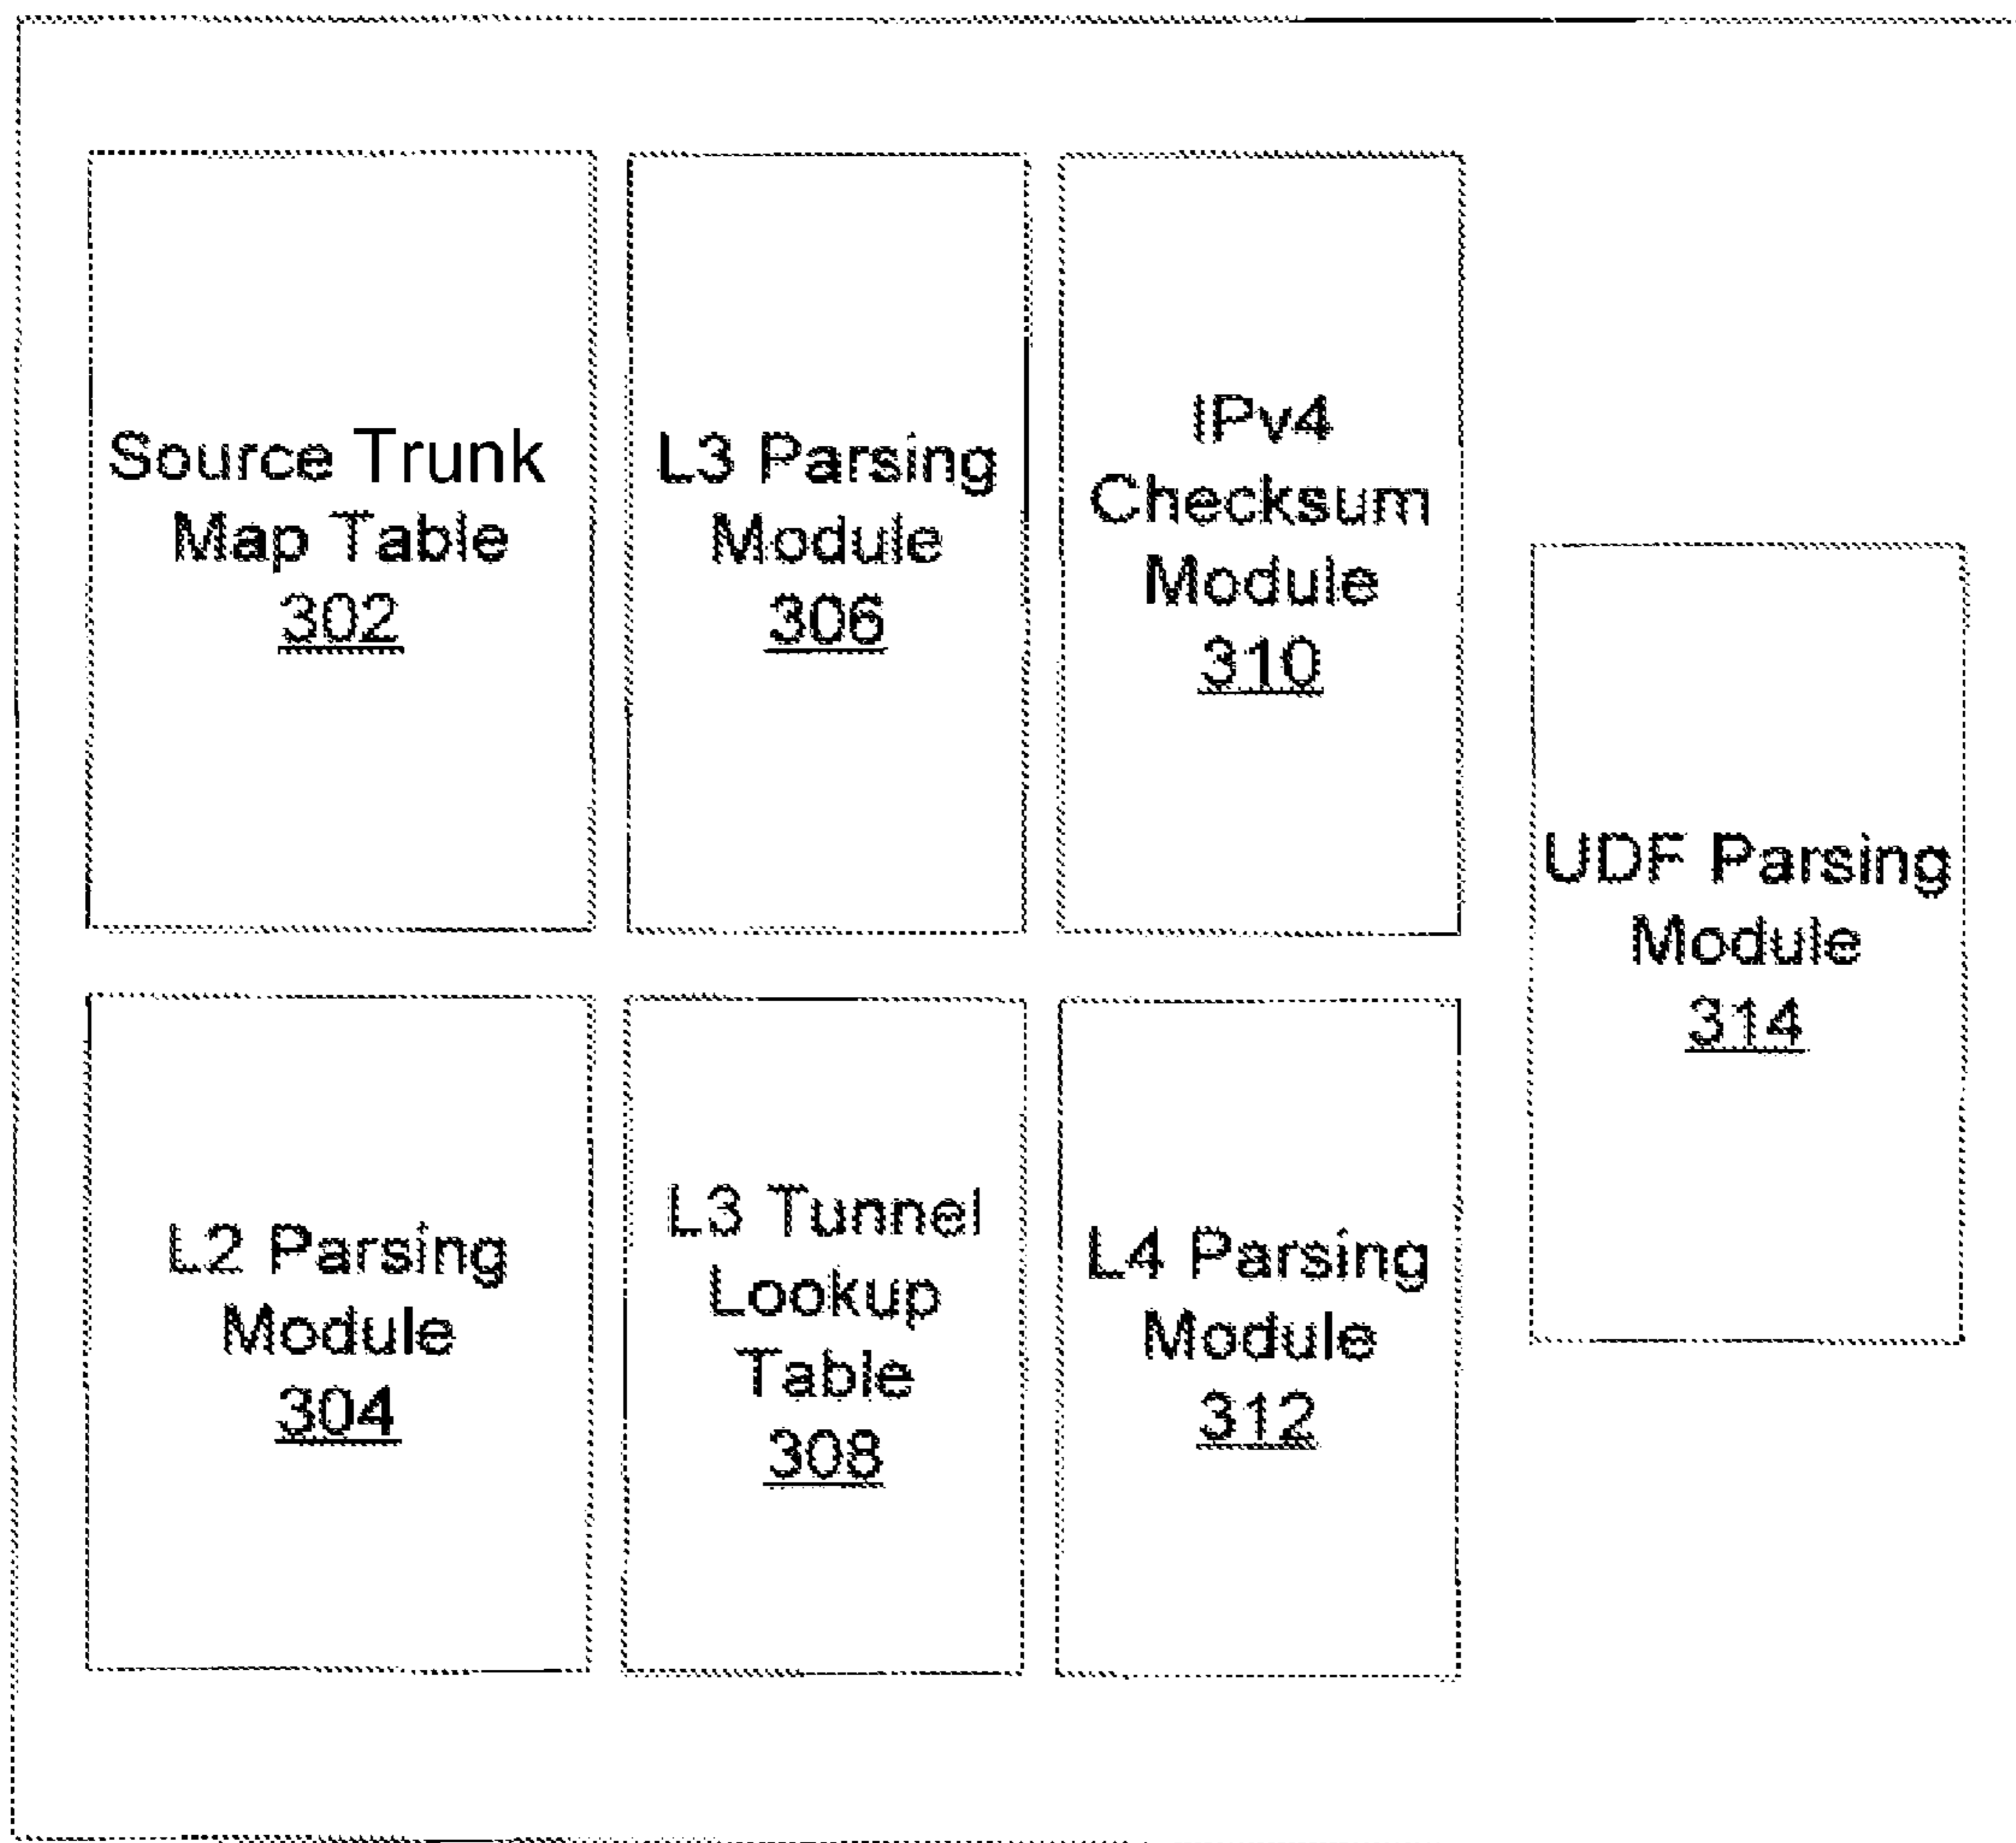 Source Trunk
Map Table
302
L3 Parsing
Module
306
IPv4
Checksum
Module
310
UDF Parsing
Module
314
L2 Parsing
Module
304
L3 Tunnel
Lookup
Table
308
L4 Parsing
Module
312